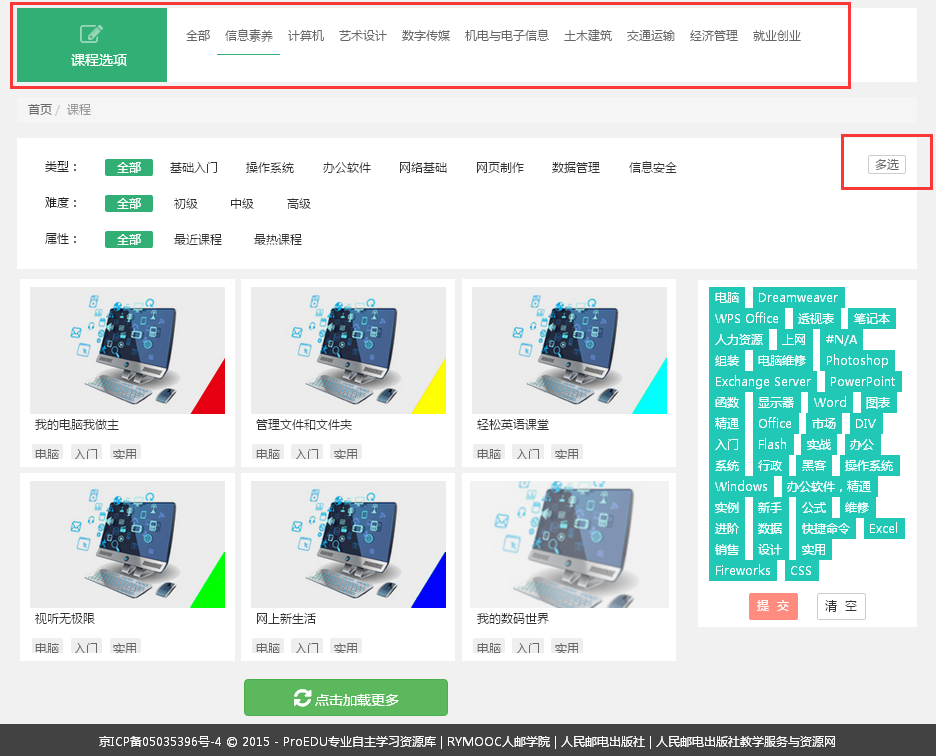 课程选项
全部 信息素养 计算机 艺术设计 数字传媒 机电与电子信息 土木建筑 交通运输 经济管理 就业创业
首页 / 课程
类型： 全部 基础入门 操作系统 办公软件 网络基础 网页制作 数据管理 信息安全
多选
难度： 全部 初级 中级 高级
属性： 全部 最近课程 最热课程
我的电脑我做主
电脑 入门 实用
管理文件和文件夹
电脑 入门 实用
轻松英语课堂
电脑 入门 实用
视听无极限
电脑 入门 实用
网上新生活
电脑 入门 实用
我的数码世界
电脑 入门 实用
电脑 Dreamweaver
WPS Office 透视表 笔记本
人力资源 上网 #N/A
组装 电脑维修 Photoshop
Exchange Server PowerPoint
函数 显示器 Word 图表
精通 Office 市场 DIV
入门 Flash 实战 办公
系统 行政 黑客 操作系统
Windows 办公软件，精通
实例 新手 公式 维修
进阶 数据 快捷命令 Excel
销售 设计 实用
Fireworks CSS
提 交 清 空
点击加载更多
京ICP备05035396号-4 © 2015 - ProEDU专业自主学习资源库 | RYMOOC人邮学院 | 人民邮电出版社 | 人民邮电出版社教学服务与资源网